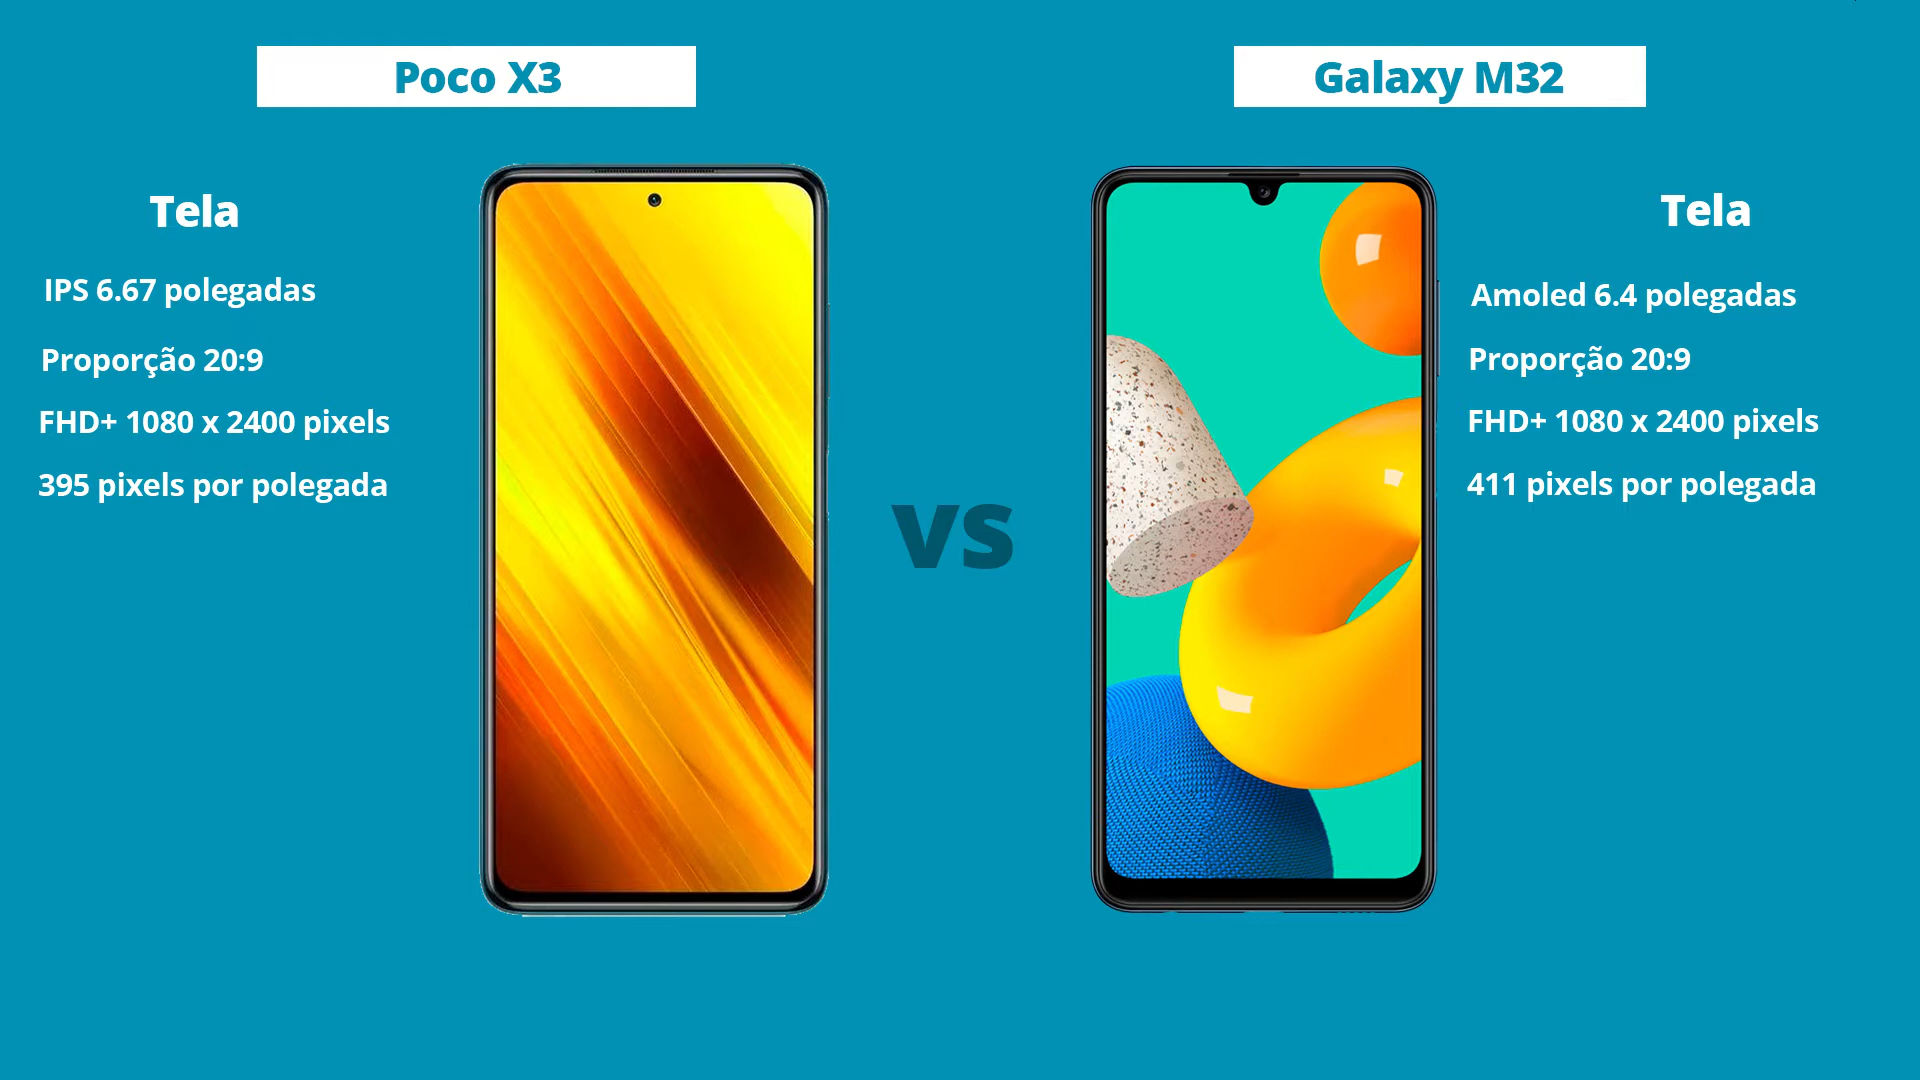 Poco X3
Tela
IPS 6.67 polegadas
Proporção 20:9
FHD+ 1080 x 2400 pixels
395 pixels por polegada
VS
Galaxy M32
Tela
Amoled 6.4 polegadas
Proporção 20:9
FHD+ 1080 x 2400 pixels
411 pixels por polegada